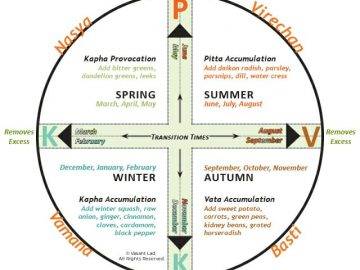 P
Nasya
Virechan
May
June
Kapha Provocation
Add bitter greens,
dandelion greens, leeks
SPRING
March, April, May
Pitta Accumulation
Add daikon radish, parsley,
parsnips, dill, water cress
SUMMER
June, July, August
Removes
Excess
K
March
February
TRANSITION TIMES
August
September
V
Removes
Excess
December, January, February
WINTER
Kapha Accumulation
Add winter squash, raw
onion, ginger, cinnamon,
cloves, cardomom,
black pepper
September, October, November
AUTUMN
Vata Accumulation
Add sweet potato,
carrots, green peas,
kidney beans, grated
horseradish
December
November
Vamana
Basti
© Vasant Lad
All Rights Reserved.
K